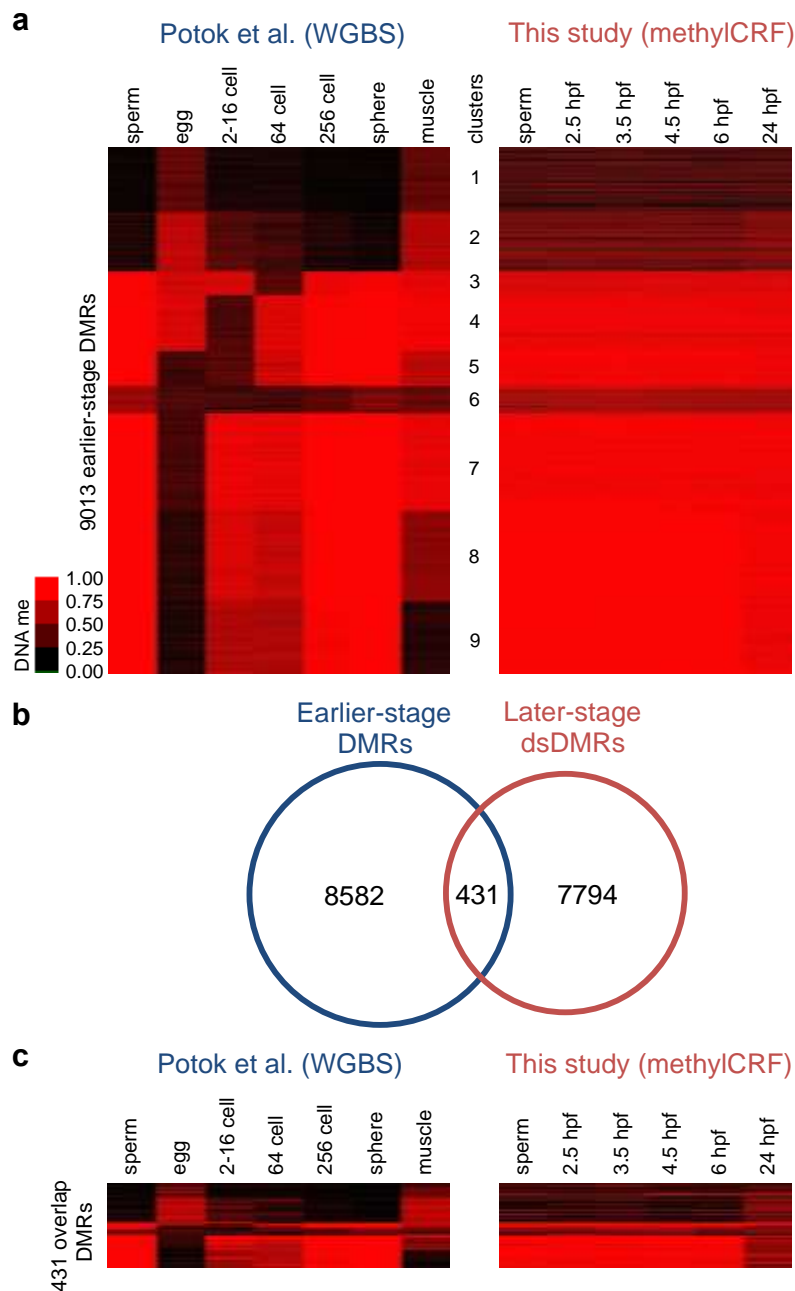 a
Potok et al. (WGBS)
This study (methylCRF)
sperm
egg
2-16 cell
64 cell
256 cell
sphere
muscle
clusters
sperm
2.5 hpf
3.5 hpf
4.5 hpf
6 hpf
24 hpf
9013 earlier-stage DMRs
1
2
3
4
5
6
7
8
9
DNA me
1.00
0.75
0.50
0.25
0.00
b
Earlier-stage
DMRs
Later-stage
dsDMRs
8582
431
7794
c
Potok et al. (WGBS)
This study (methylCRF)
sperm
egg
2-16 cell
64 cell
256 cell
sphere
muscle
sperm
2.5 hpf
3.5 hpf
4.5 hpf
6 hpf
24 hpf
431 overlap
DMRs